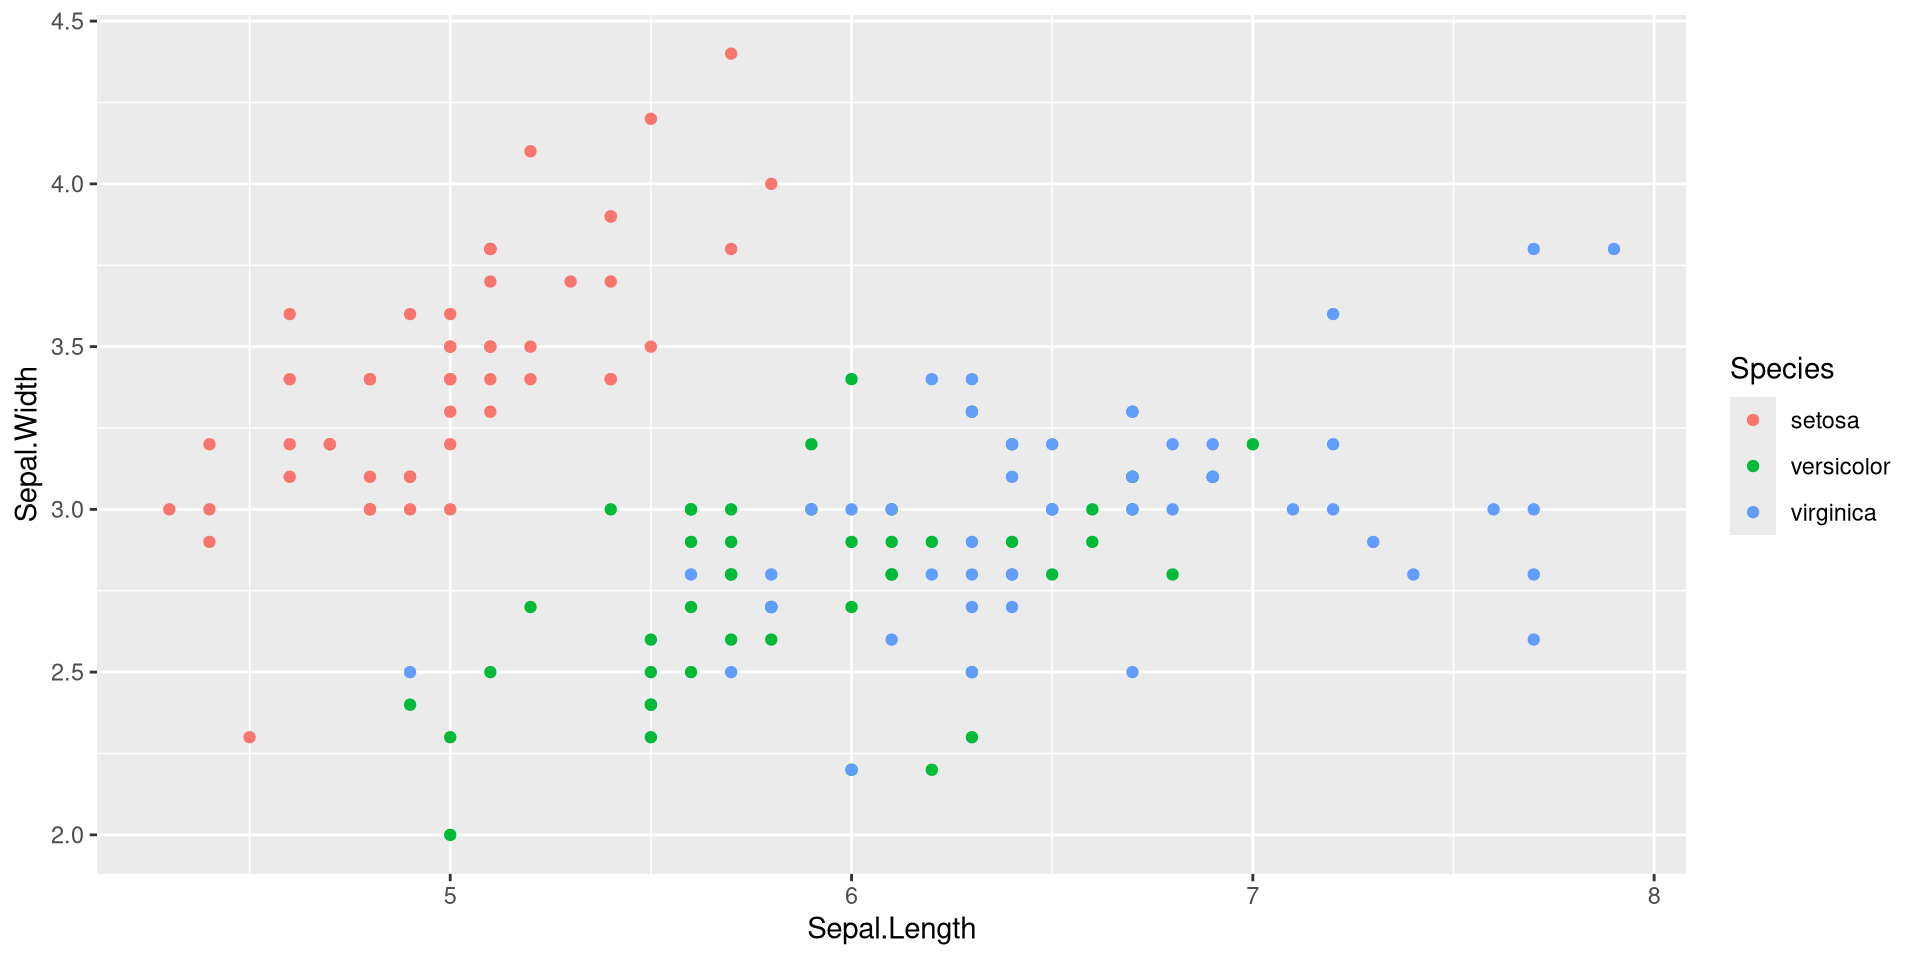 4.5
4.0
3.5
3.0
2.5
2.0
Sepal.Width
5 6 7 8
Sepal.Length
Species
setosa
versicolor
virginica